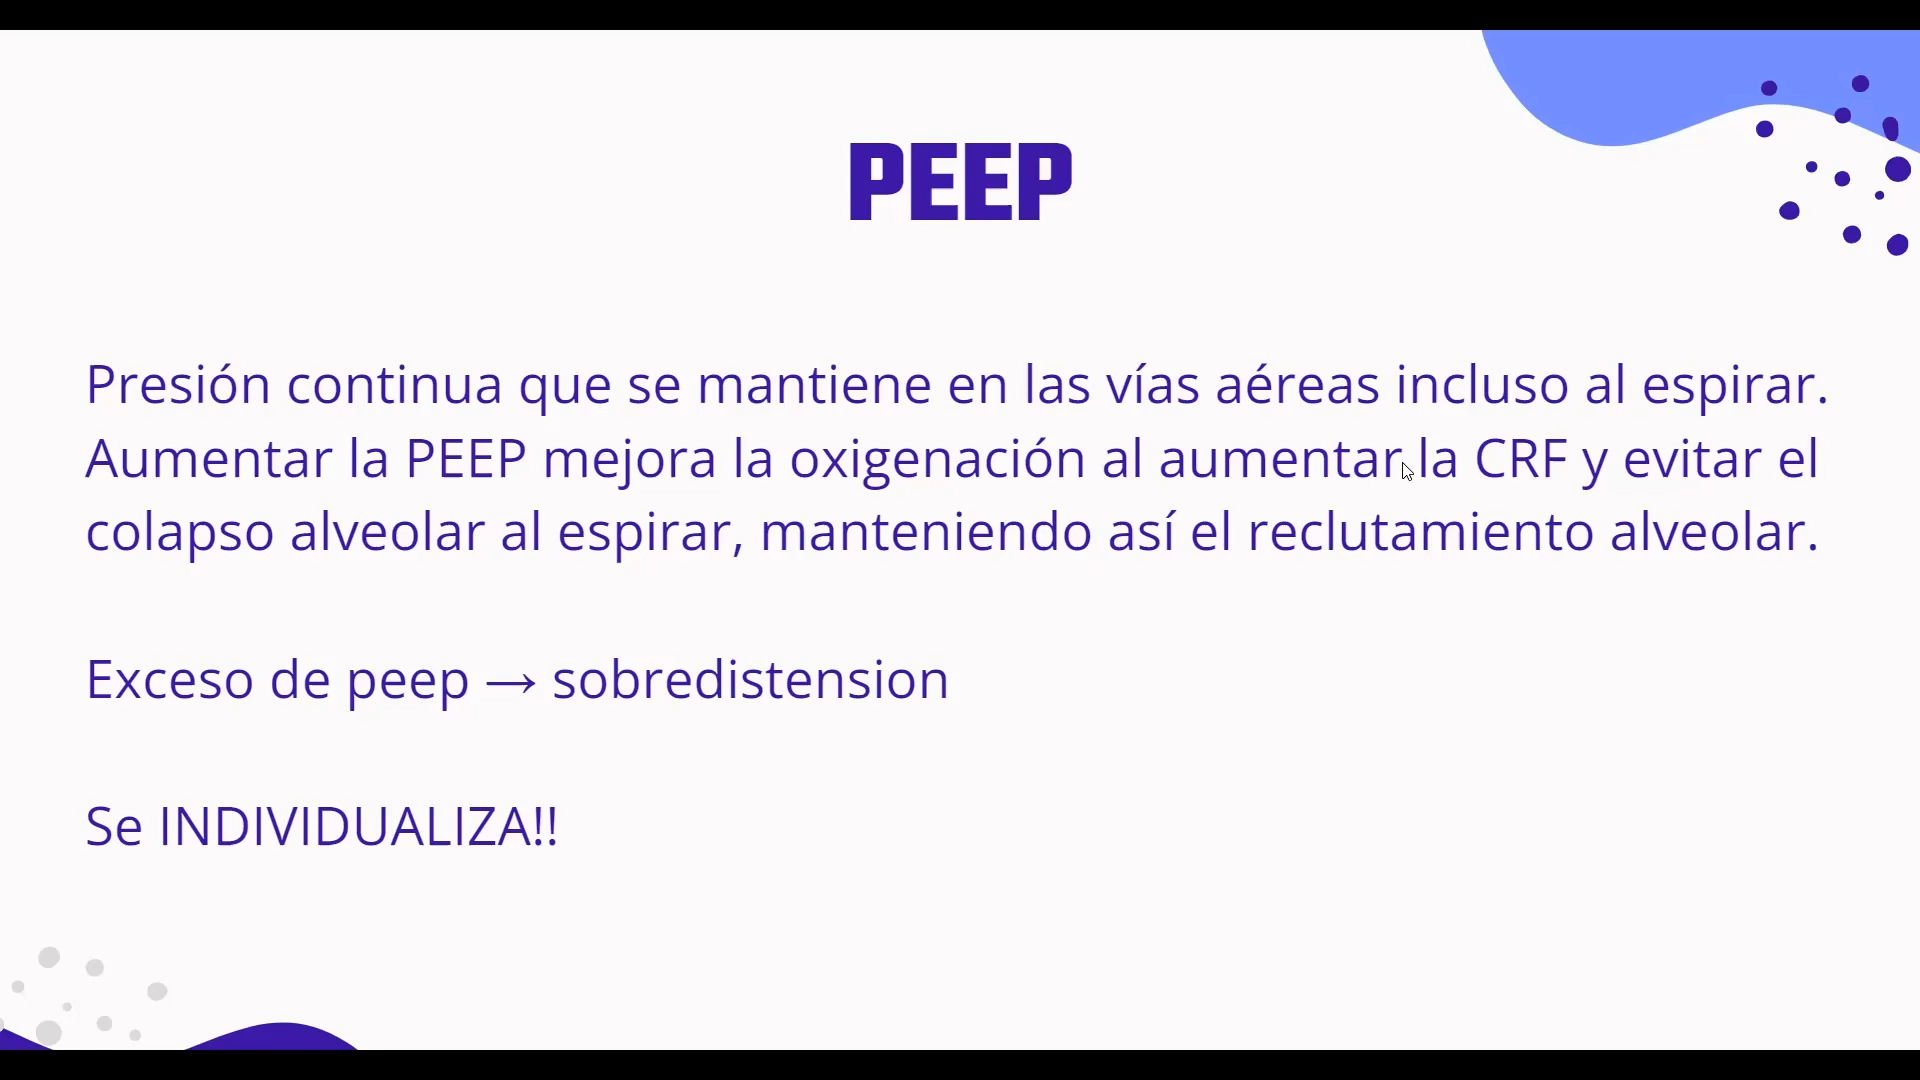 PEEP
Presión continua que se mantiene en las vías aéreas incluso al espirar.
Aumentar la PEEP mejora la oxigenación al aumentar la CRF y evitar el
colapso alveolar al espirar, manteniendo así el reclutamiento alveolar.
Exceso de peep → sobredistension
Se INDIVIDUALIZA!!